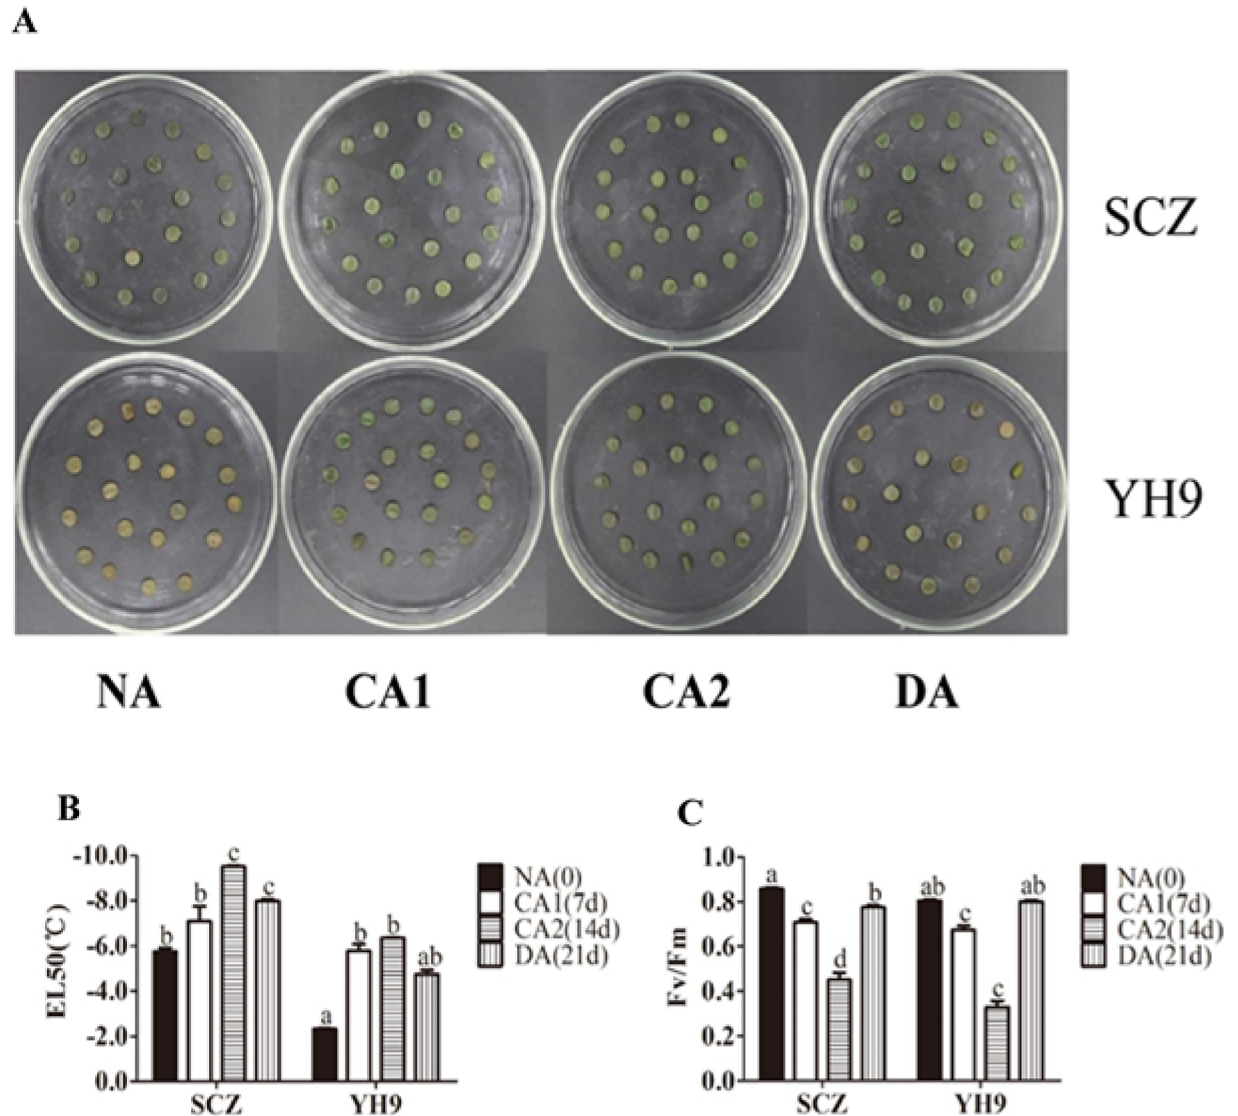 A
SCZ
YH9
NA CA1 CA2 DA
B
-10.0
-8.0
-6.0
-4.0
-2.0
0.0
EL50(℃)
b b c c
a b b ab
SCZ YH9
NA(0)
CA1(7d)
CA2(14d)
DA(21d)
C
1.0
0.8
0.6
0.4
0.2
0.0
Fv/Fm
a c d b
ab c c ab
SCZ YH9
NA(0)
CA1(7d)
CA2(14d)
DA(21d)